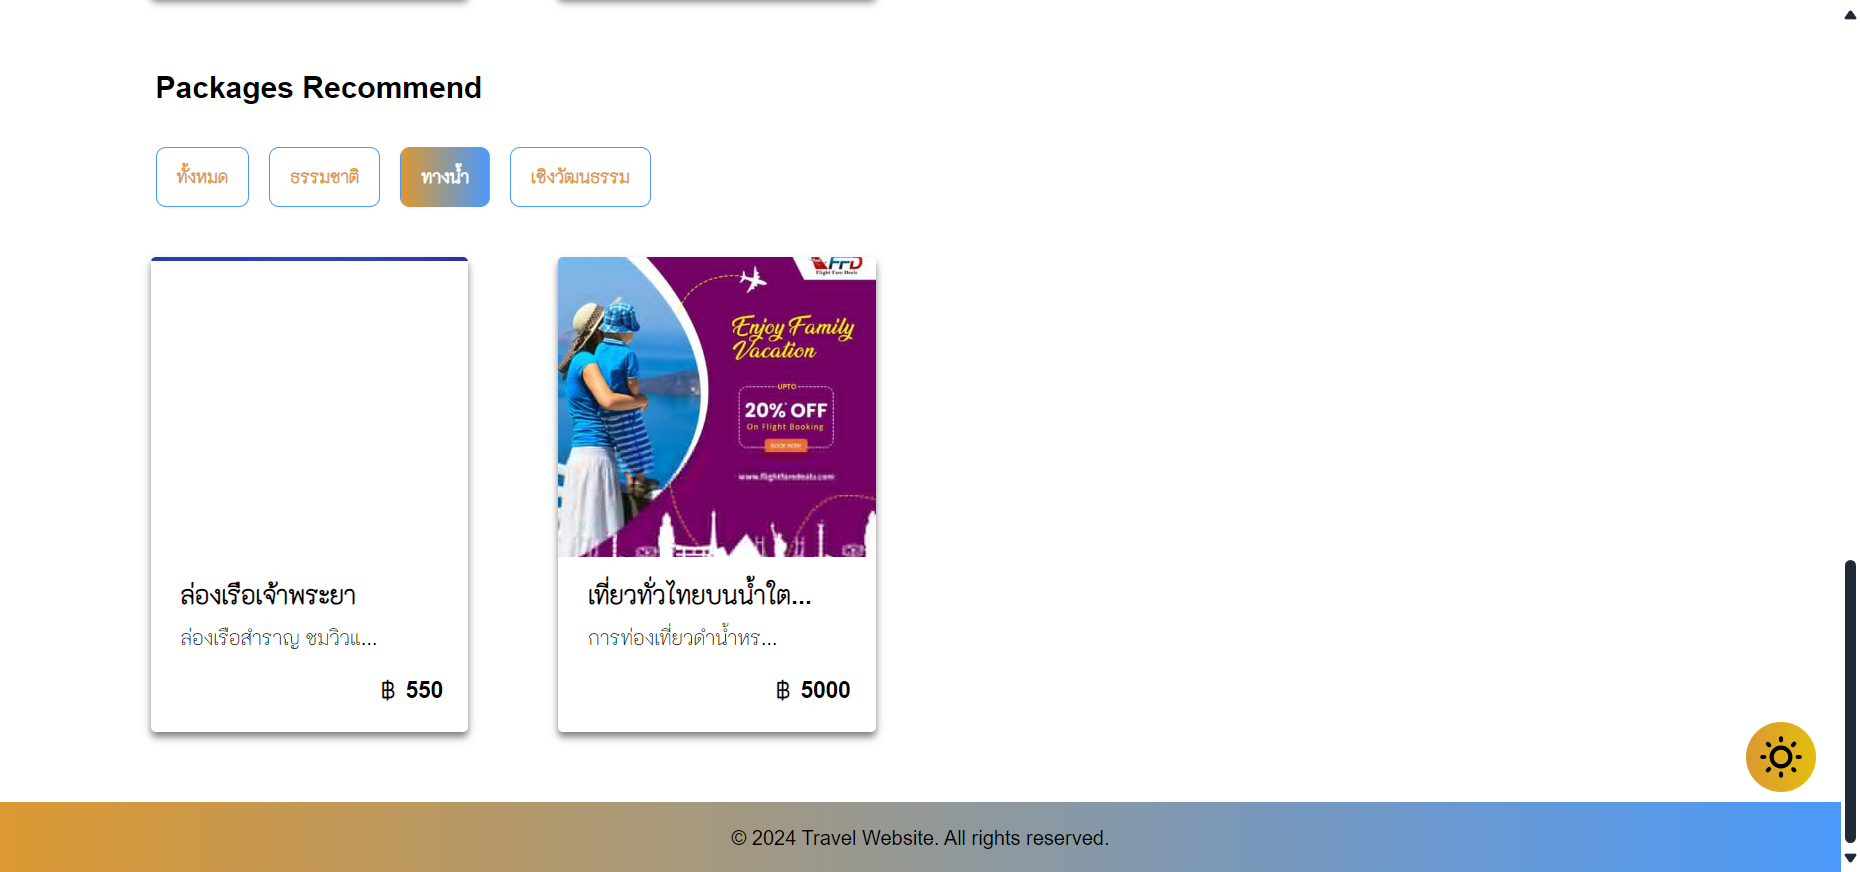 Packages Recommend
ทั้งหมด
ธรรมชาติ
ทางน้ำ
เชิงวัฒนธรรม
FFD
Flight Fare Deals
Enjoy Family
Vacation
UPTO
20% OFF
On Flight Booking
BOOK NOW
www.flightfaredeals.com
ล่องเรือเจ้าพระยา
ล่องเรือสำราญ ชมวิวแ...
฿ 550
เที่ยวทั่วไทยบนน้ำใต...
การท่องเที่ยวดำน้ำหร...
฿ 5000
© 2024 Travel Website. All rights reserved.